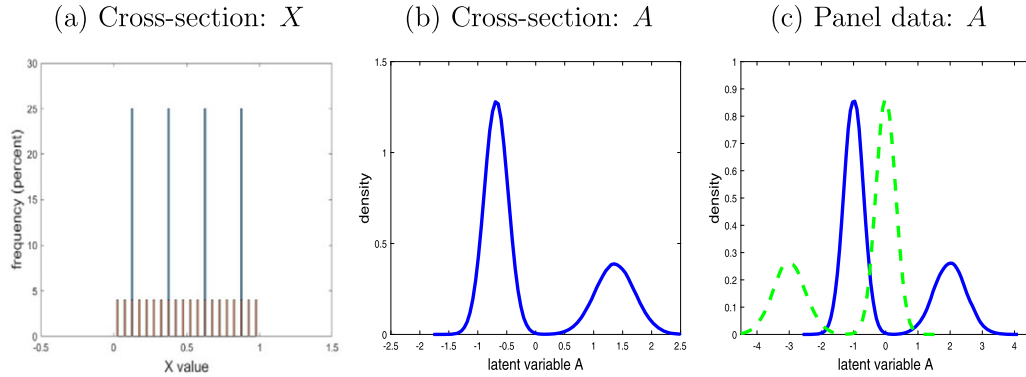 (a) Cross-section: X
(b) Cross-section: A
(c) Panel data: A
30
25
20
15
10
5
0
-0.5 0 0.5 1 1.5
frequency (percent)
X value
1.5
1
0.5
0
-2.5 -2 -1.5 -1 -0.5 0 0.5 1 1.5 2 2.5
density
latent variable A
1
0.9
0.8
0.7
0.6
0.5
0.4
0.3
0.2
0.1
0
-4 -3 -2 -1 0 1 2 3 4
density
latent variable A